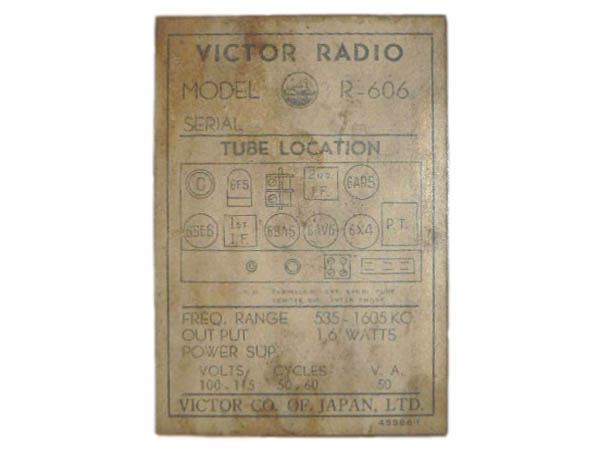 VICTOR RADIO
MODEL R-606
SERIAL
TUBE LOCATION
C 6F5 2ND I.F. 6AR5
6SE6 1ST I.F. 6BA6 6AV6 6X4 P.T.
FREQ. RANGE 535-1605 KC
OUT PUT 1,6 WATTS
POWER SUP.
VOLTS CYCLES V. A.
100-115 50, 60 50
VICTOR CO. OF JAPAN, LTD.